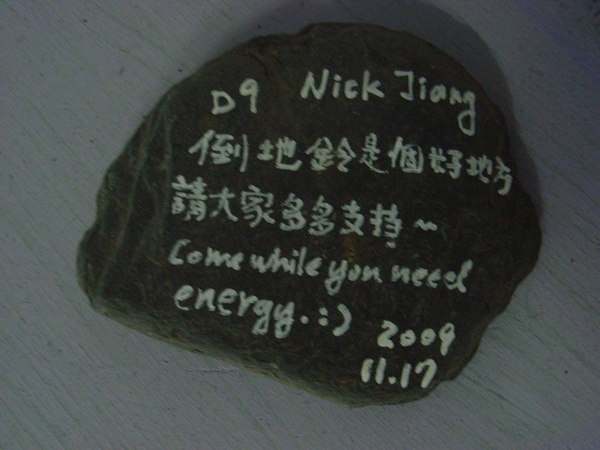 D9 Nick Jiang
倒地鈴是個好地方
請大家多多支持~
Come while you need
energy. :)
2009
11.17